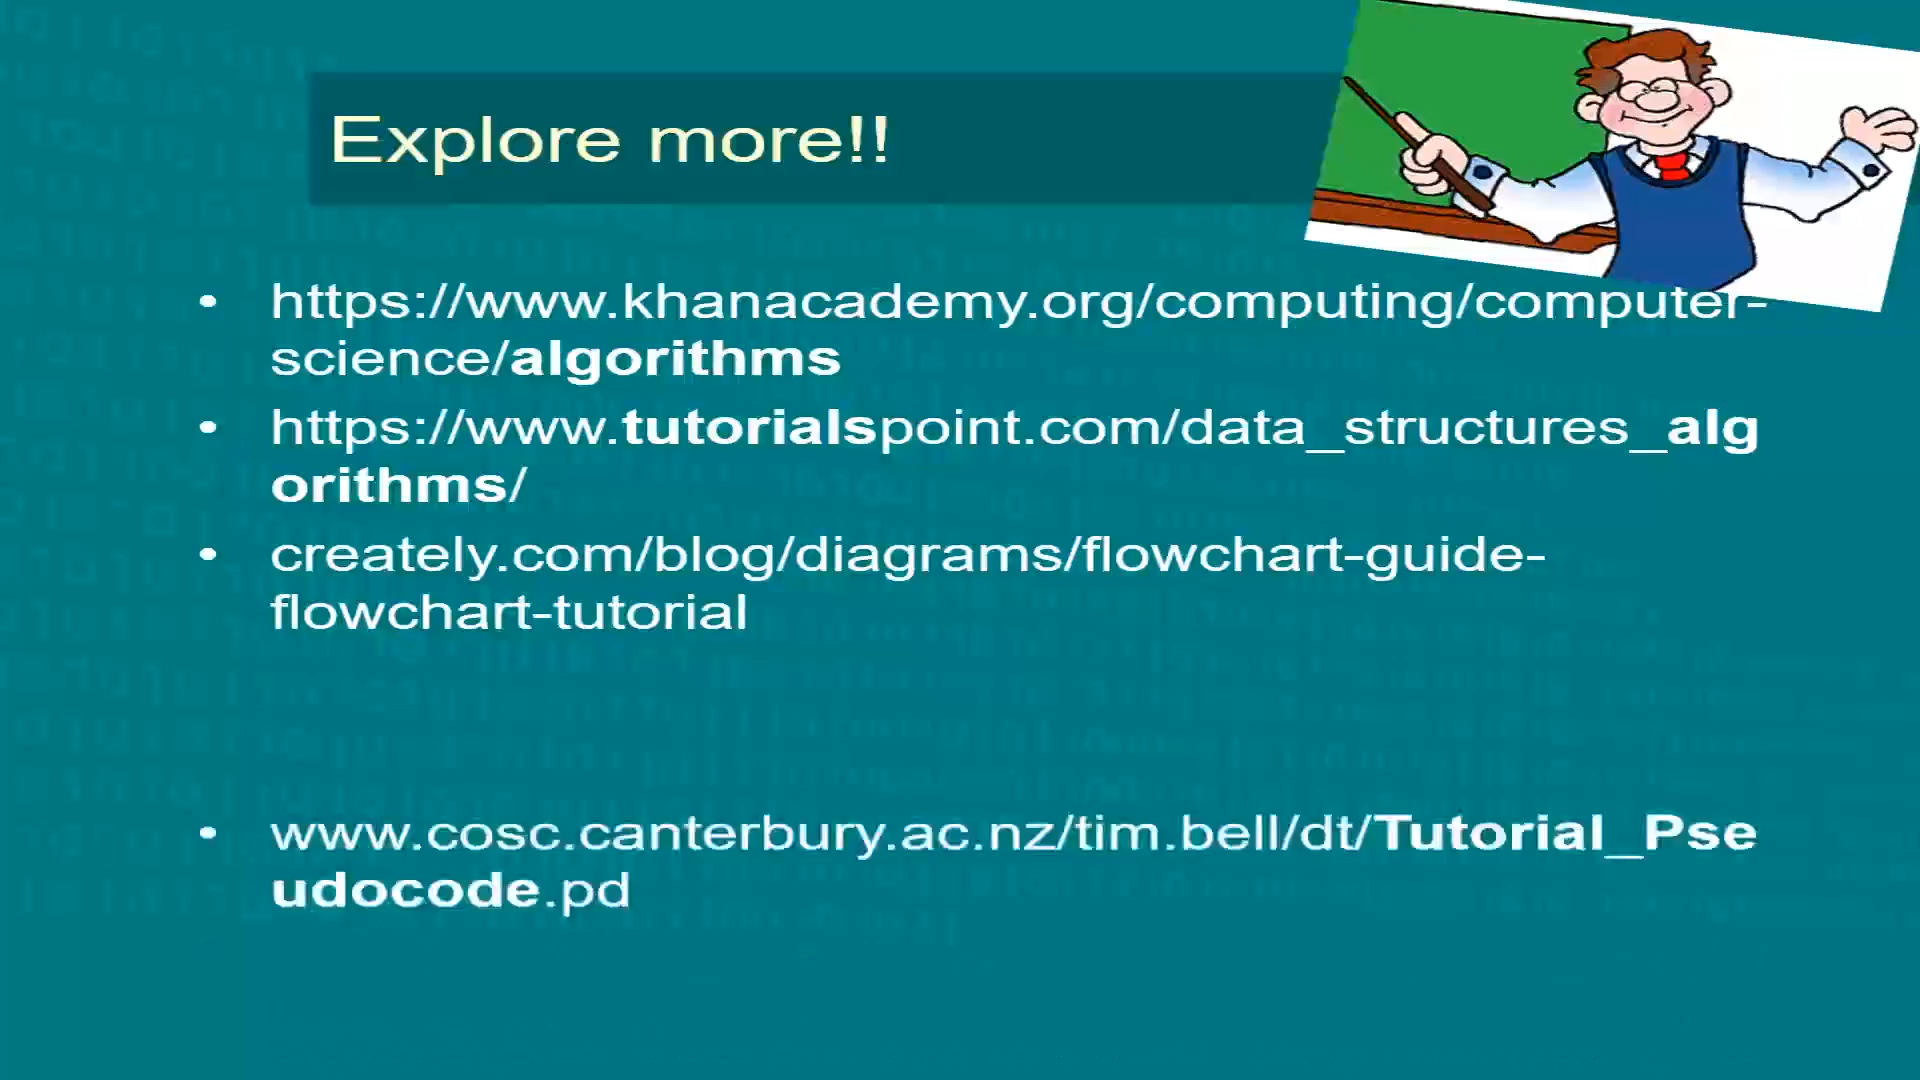 Explore more!!
• https://www.khanacademy.org/computing/computer-
science/algorithms
• https://www.tutorialspoint.com/data_structures_alg
orithms/
• creately.com/blog/diagrams/flowchart-guide-
flowchart-tutorial
• www.cosc.canterbury.ac.nz/tim.bell/dt/Tutorial_Pse
udocode.pd